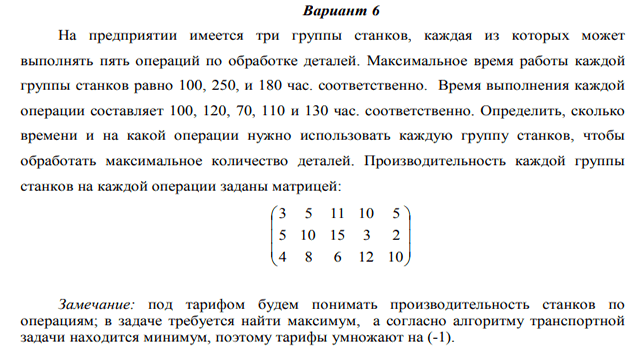 Вариант 6
На предприятии имеется три группы станков, каждая из которых может
выполнять пять операций по обработке деталей. Максимальное время работы каждой
группы станков равно 100, 250, и 180 час. соответственно. Время выполнения каждой
операции составляет 100, 120, 70, 110 и 130 час. соответственно. Определить, сколько
времени и на какой операции нужно использовать каждую группу станков, чтобы
обработать максимальное количество деталей. Производительность каждой группы
станков на каждой операции заданы матрицей:
3 5 11 10 5
5 10 15 3 2
4 8 6 12 10
Замечание: под тарифом будем понимать производительность станков по
операциям; в задаче требуется найти максимум, а согласно алгоритму транспортной
задачи находится минимум, поэтому тарифы умножают на (-1).